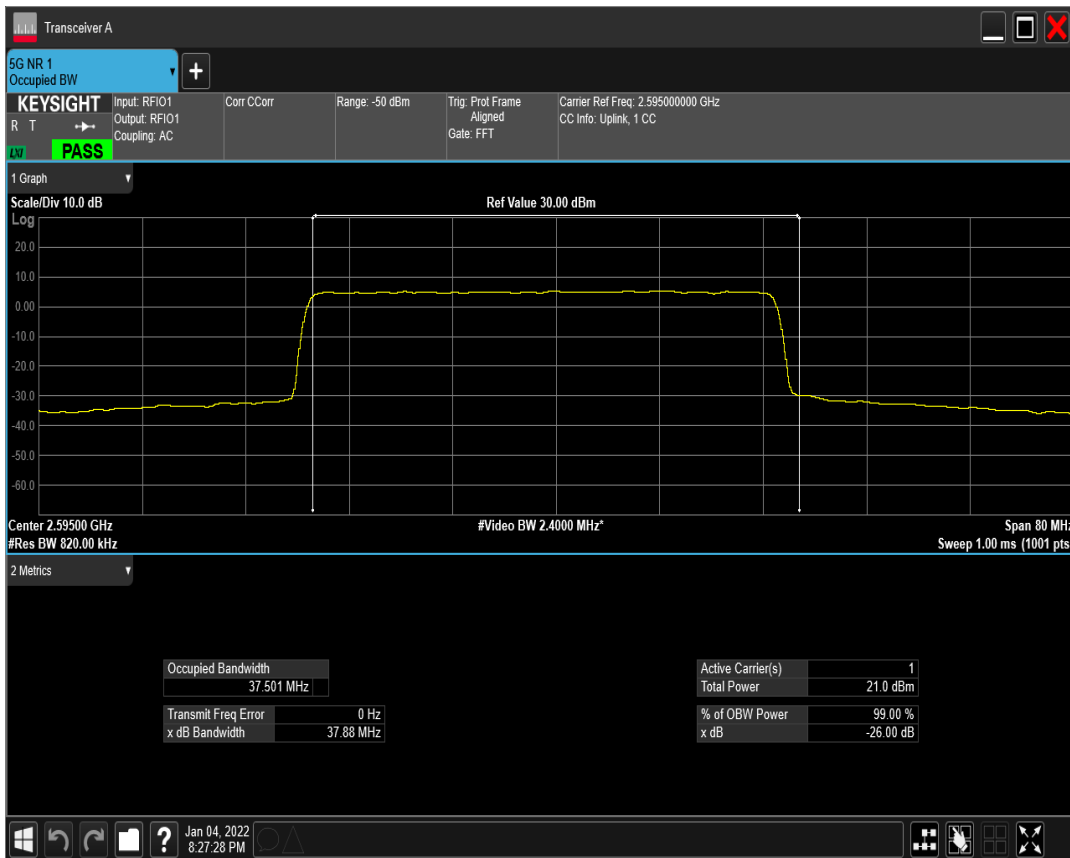 Transceiver A
5G NR 1
Occupied BW
+
KEYSIGHT
R T
LXI
PASS
Input: RFIO1
Output: RFIO1
Coupling: AC
Corr CCorr
Range: -50 dBm
Trig: Prot Frame
Aligned
Gate: FFT
Carrier Ref Freq: 2.595000000 GHz
CC Info: Uplink, 1 CC
1 Graph
Scale/Div 10.0 dB
Ref Value 30.00 dBm
Log
20.0
10.0
0.00
-10.0
-20.0
-30.0
-40.0
-50.0
-60.0
Center 2.59500 GHz
#Video BW 2.4000 MHz*
Span 80 MHz
#Res BW 820.00 kHz
Sweep 1.00 ms (1001 pts
2 Metrics
Occupied Bandwidth
37.501 MHz
Transmit Freq Error 0 Hz
x dB Bandwidth 37.88 MHz
Active Carrier(s) 1
Total Power 21.0 dBm
% of OBW Power 99.00 %
x dB -26.00 dB
?
Jan 04, 2022
8:27:28 PM